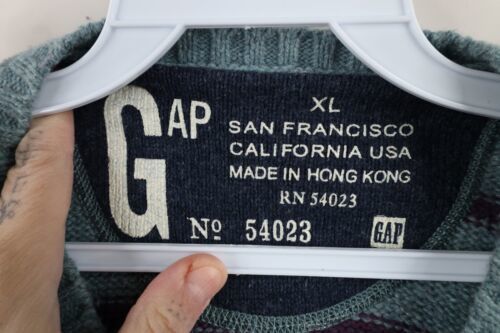 GAP
XL
SAN FRANCISCO
CALIFORNIA USA
MADE IN HONG KONG
RN 54023
Nº 54023
GAP